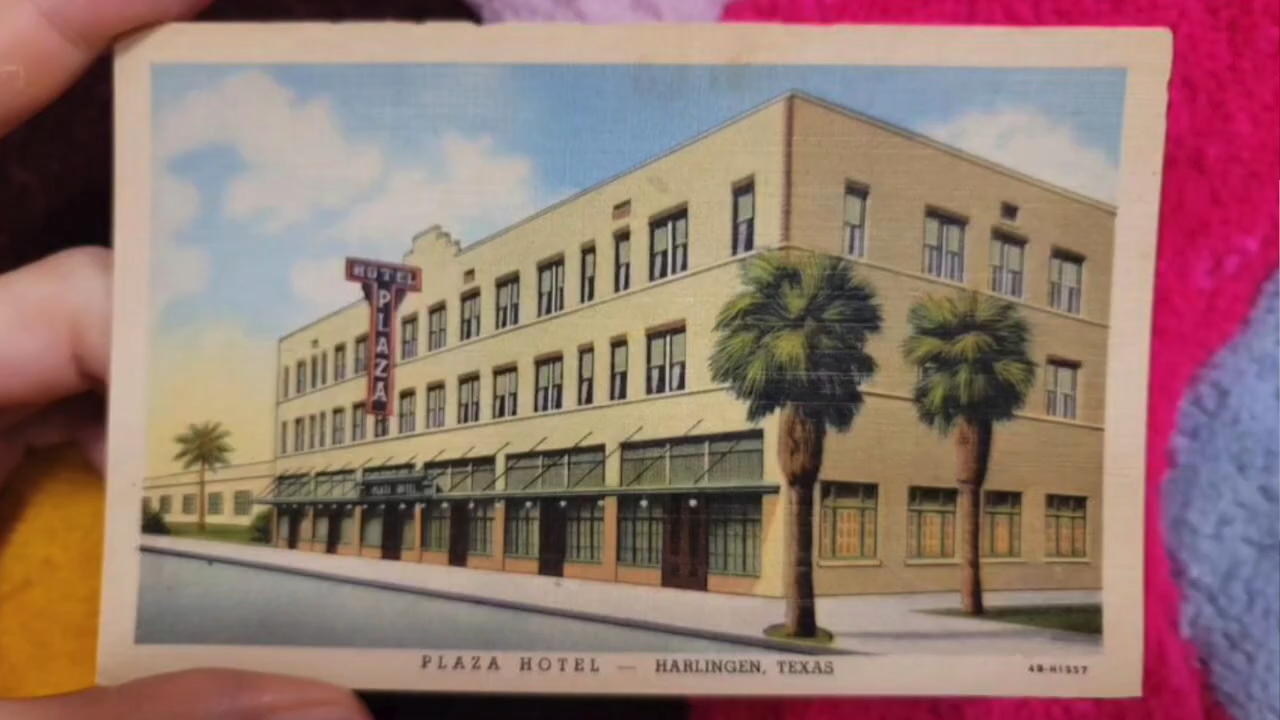 HOTEL
PLAZA
PLAZA HOTEL — HARLINGEN, TEXAS
4B-H1557